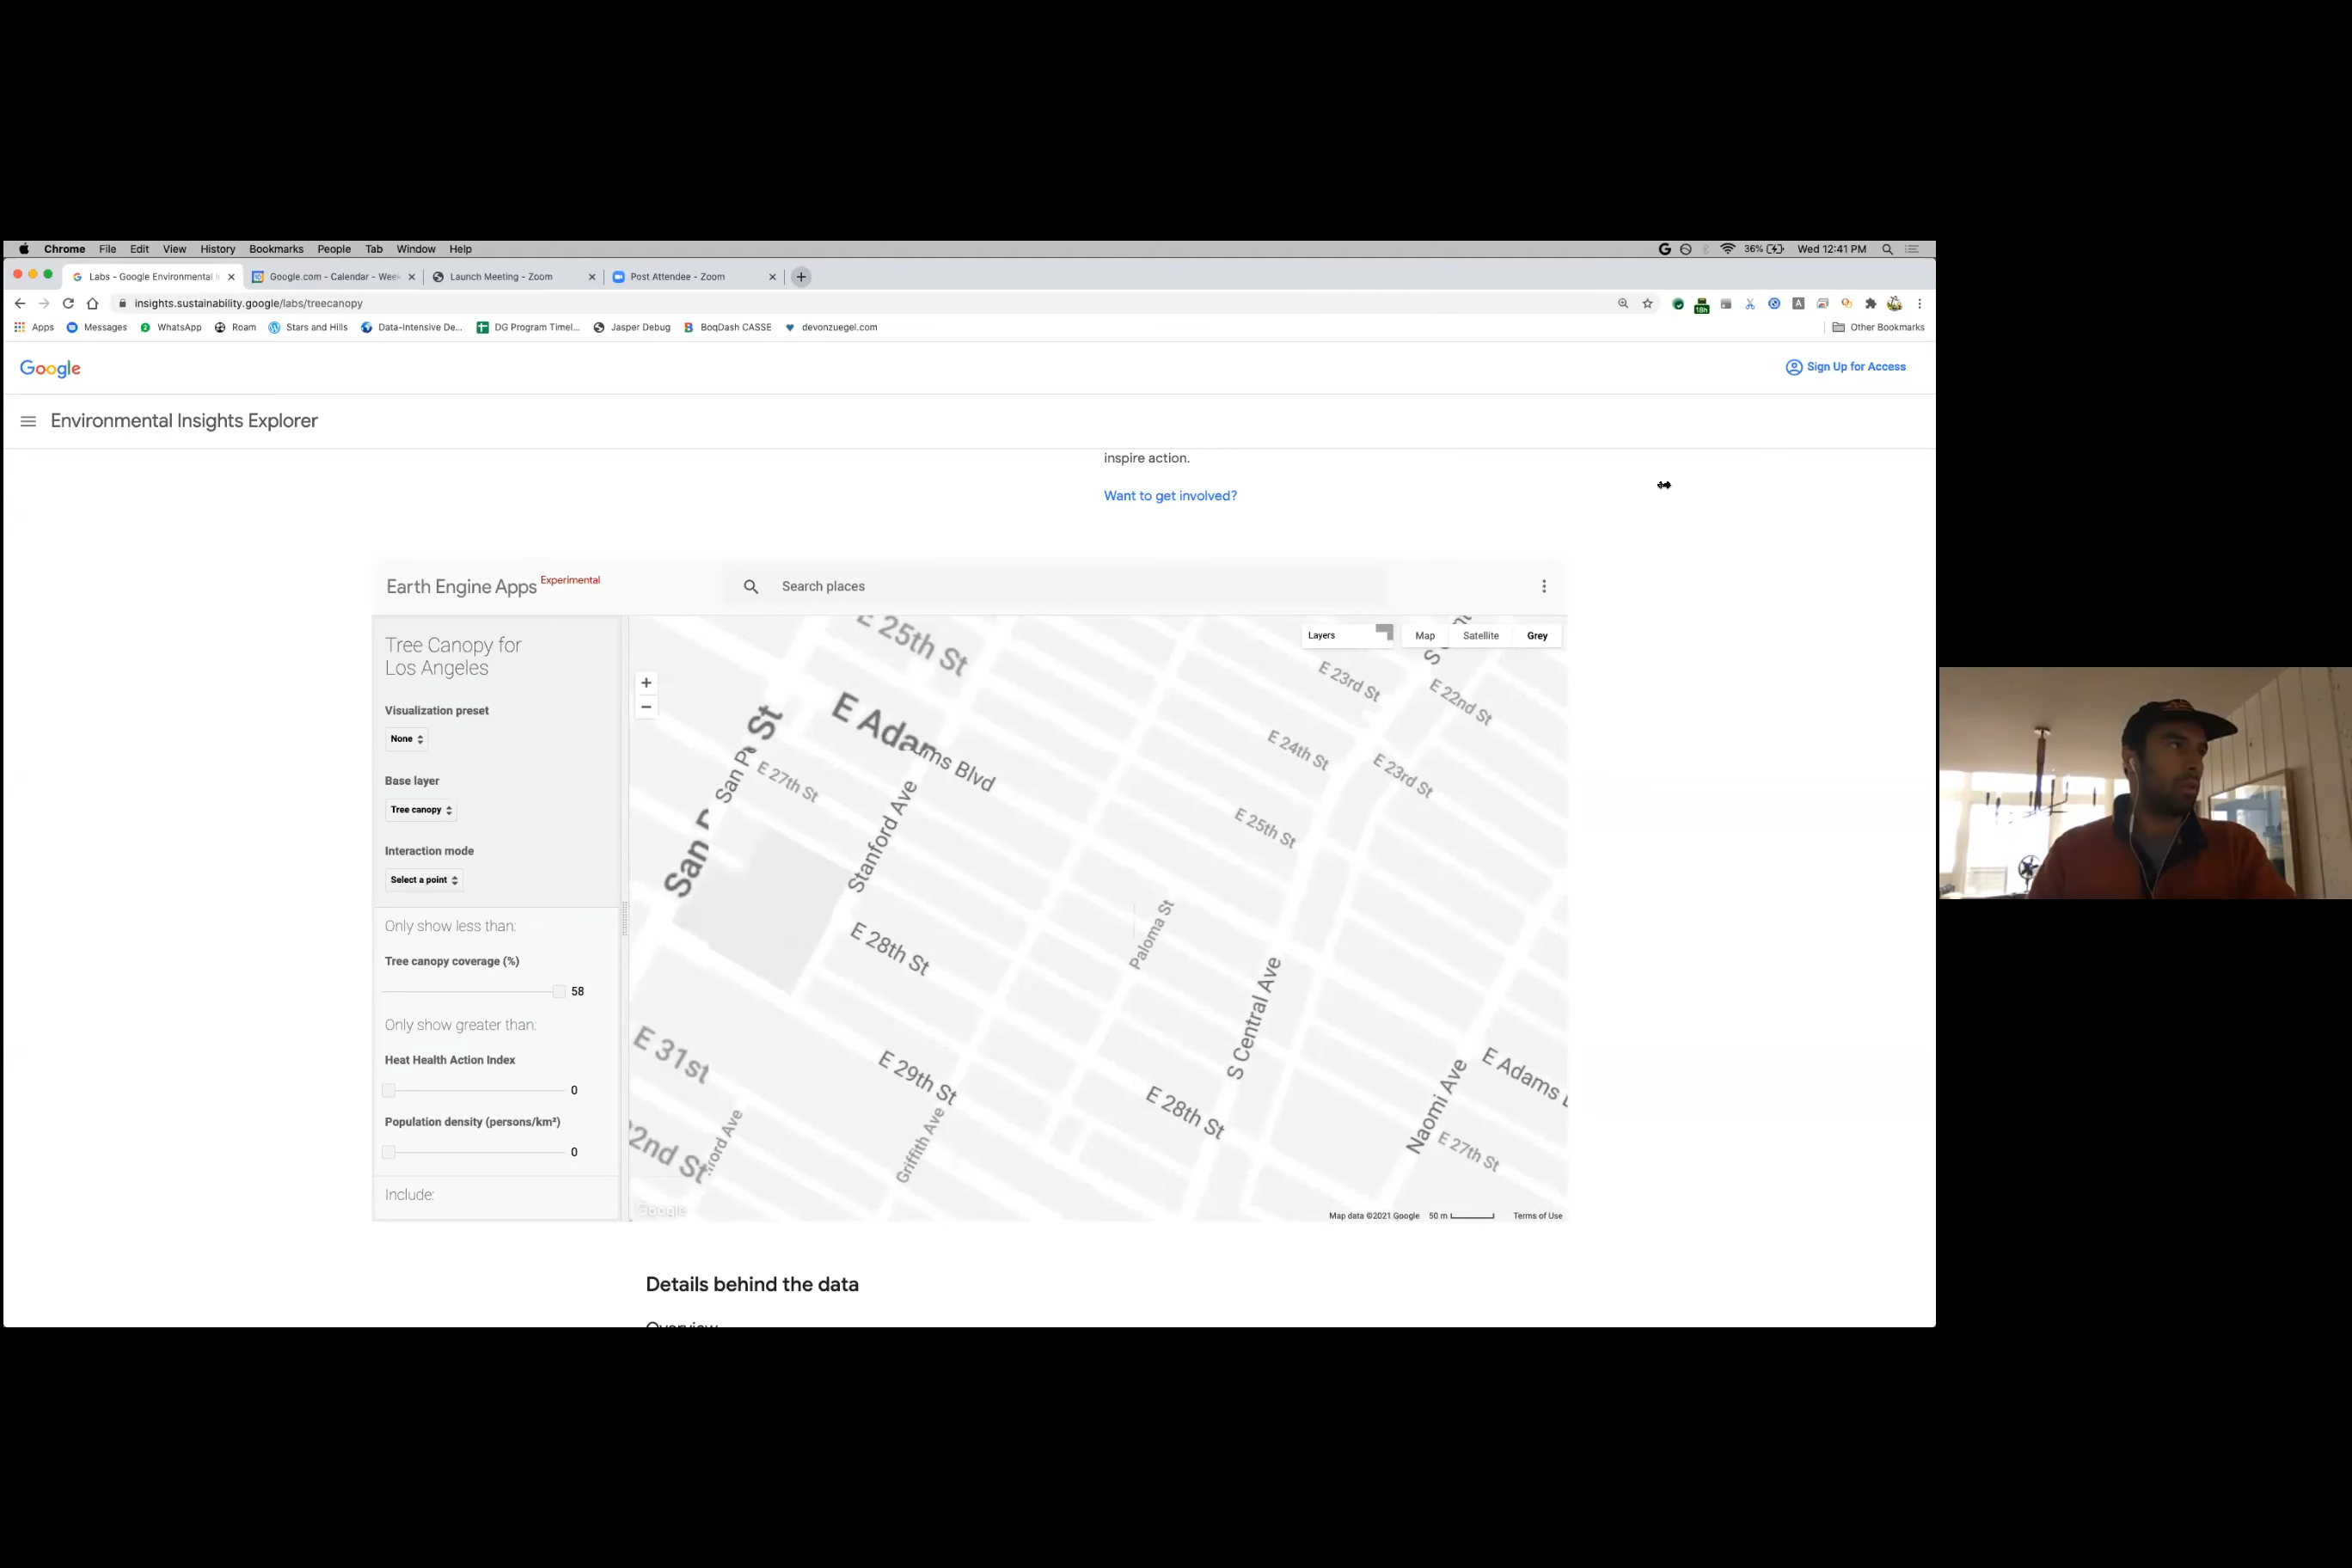 Chrome File Edit View History Bookmarks People Tab Window Help
36% Wed 12:41 PM
Labs - Google Environmental I
Google.com - Calendar - Week
Launch Meeting - Zoom
Post Attendee - Zoom
insights.sustainability.google/labs/treecanopy
18h
Apps Messages WhatsApp Roam Stars and Hills Data-Intensive De... DG Program Timel... Jasper Debug BoqDash CASSE devonzuegel.com Other Bookmarks
Google
Sign Up for Access
Environmental Insights Explorer
inspire action.
Want to get involved?
Earth Engine Apps Experimental
Search places
Tree Canopy for
Los Angeles
Visualization preset
None
Base layer
Tree canopy
Interaction mode
Select a point
Only show less than:
Tree canopy coverage (%)
58
Only show greater than:
Heat Health Action Index
0
Population density (persons/km²)
0
Include:
Layers
Map Satellite Grey
E 25th St
E 23rd St
E 22nd St
E Adams Blvd
E 24th St
E 23rd St
E 27th St
Stanford Ave
E 25th St
E 28th St
Paloma St
S Central Ave
E 31st
E 29th St
E 28th St
Naomi Ave
E Adams
E 27th St
Griffith Ave
2nd St
Google
Map data ©2021 Google 50 m Terms of Use
Details behind the data
Overview